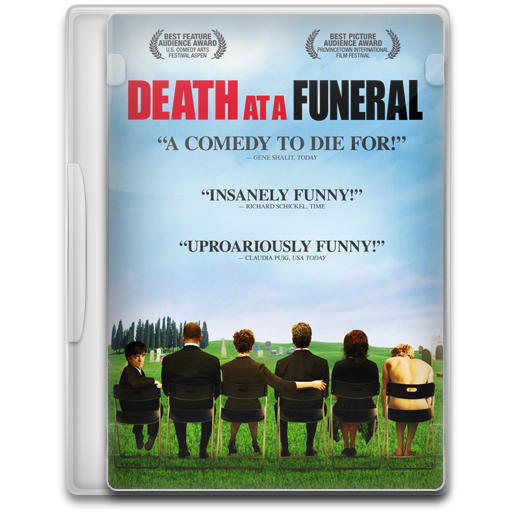 BEST FEATURE
AUDIENCE AWARD
U.S. COMEDY ARTS
FESTIVAL ASPEN
BEST PICTURE
AUDIENCE AWARD
PROVINCETOWN INTERNATIONAL
FILM FESTIVAL
DEATH AT A FUNERAL
“A COMEDY TO DIE FOR!”
— GENE SHALIT, TODAY
“INSANELY FUNNY!”
— RICHARD SCHICKEL, TIME
“UPROARIOUSLY FUNNY!”
— CLAUDIA PUIG, USA TODAY